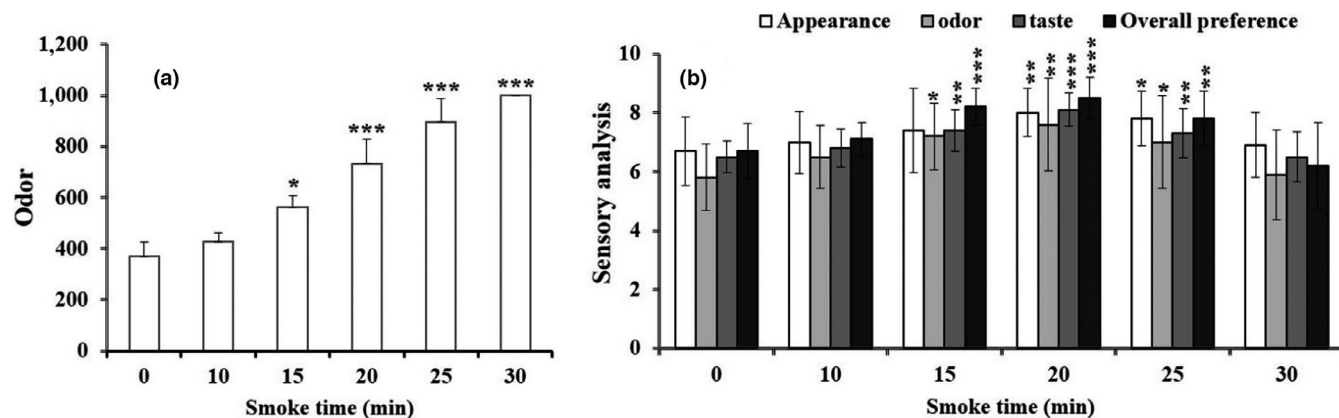 (a)
Odor
1,200
1,000
800
600
400
200
0
*
***
***
***
0 10 15 20 25 30
Smoke time (min)
Appearance odor taste Overall preference
(b)
Sensory analysis
10
8
6
4
2
0
* ** ***
** ** *** ***
* * ** **
0 10 15 20 25 30
Smoke time (min)